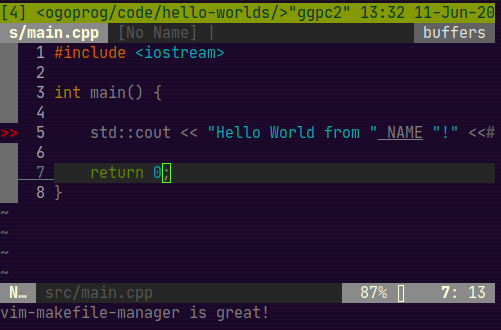 [4] <ogoprog/code/hello-worlds/>"ggpc2" 13:32 11-Jun-20
s/main.cpp [No Name] | buffers
1 #include <iostream>
2
3 int main() {
4
>> 5 std::cout << "Hello World from " NAME "!" <<#
6
7 return 0;
8 }
~
~
~
~
N… src/main.cpp 87% 7: 13
vim-makefile-manager is great!